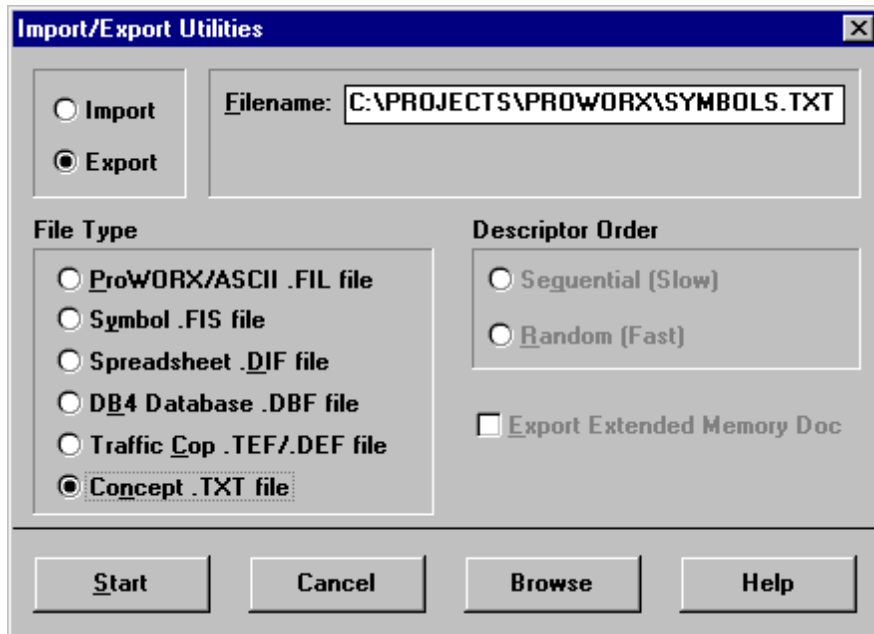 Import/Export Utilities
Import
Export
Filename: C:\PROJECTS\PROWORX\SYMBOLS.TXT
File Type
ProWORX/ASCII .FIL file
Symbol .FIS file
Spreadsheet .DIF file
DB4 Database .DBF file
Traffic Cop .TEF/.DEF file
Concept .TXT file
Descriptor Order
Sequential (Slow)
Random (Fast)
Export Extended Memory Doc
Start
Cancel
Browse
Help